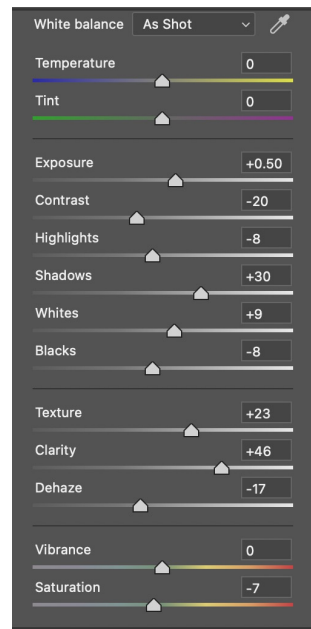 White balance As Shot
Temperature 0
Tint 0
Exposure +0.50
Contrast -20
Highlights -8
Shadows +30
Whites +9
Blacks -8
Texture +23
Clarity +46
Dehaze -17
Vibrance 0
Saturation -7